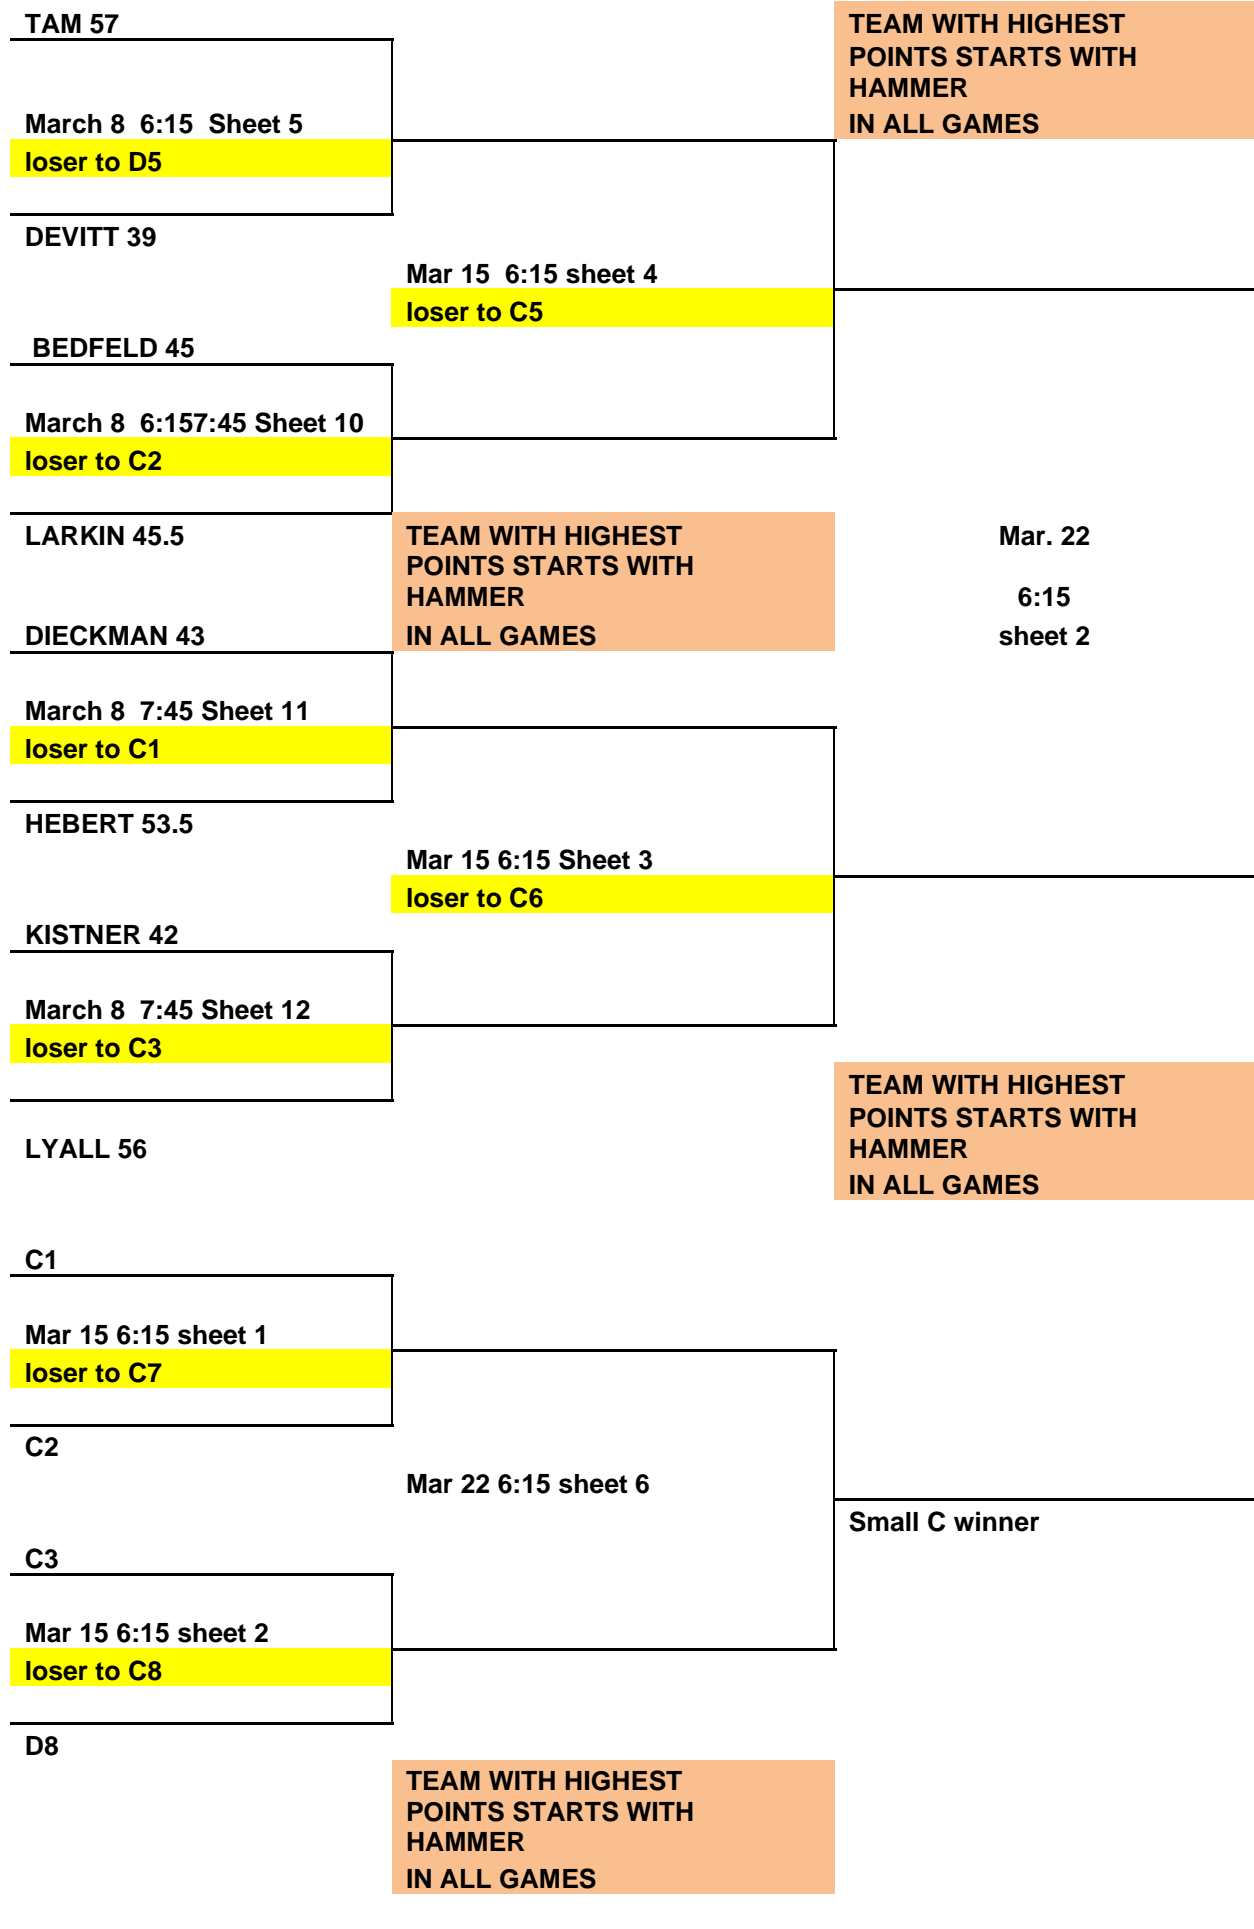 TAM 57
TEAM WITH HIGHEST
POINTS STARTS WITH
HAMMER
IN ALL GAMES
March 8  6:15  Sheet 5
loser to D5
DEVITT 39
Mar 15  6:15 sheet 4
loser to C5
BEDFELD 45
March 8  6:157:45 Sheet 10
loser to C2
LARKIN 45.5
TEAM WITH HIGHEST
POINTS STARTS WITH
HAMMER
IN ALL GAMES
Mar. 22
6:15
sheet 2
DIECKMAN 43
March 8  7:45 Sheet 11
loser to C1
HEBERT 53.5
Mar 15 6:15 Sheet 3
loser to C6
KISTNER 42
March 8  7:45 Sheet 12
loser to C3
LYALL 56
TEAM WITH HIGHEST
POINTS STARTS WITH
HAMMER
IN ALL GAMES
C1
Mar 15 6:15 sheet 1
loser to C7
C2
Mar 22 6:15 sheet 6
Small C winner
C3
Mar 15 6:15 sheet 2
loser to C8
D8
TEAM WITH HIGHEST
POINTS STARTS WITH
HAMMER
IN ALL GAMES